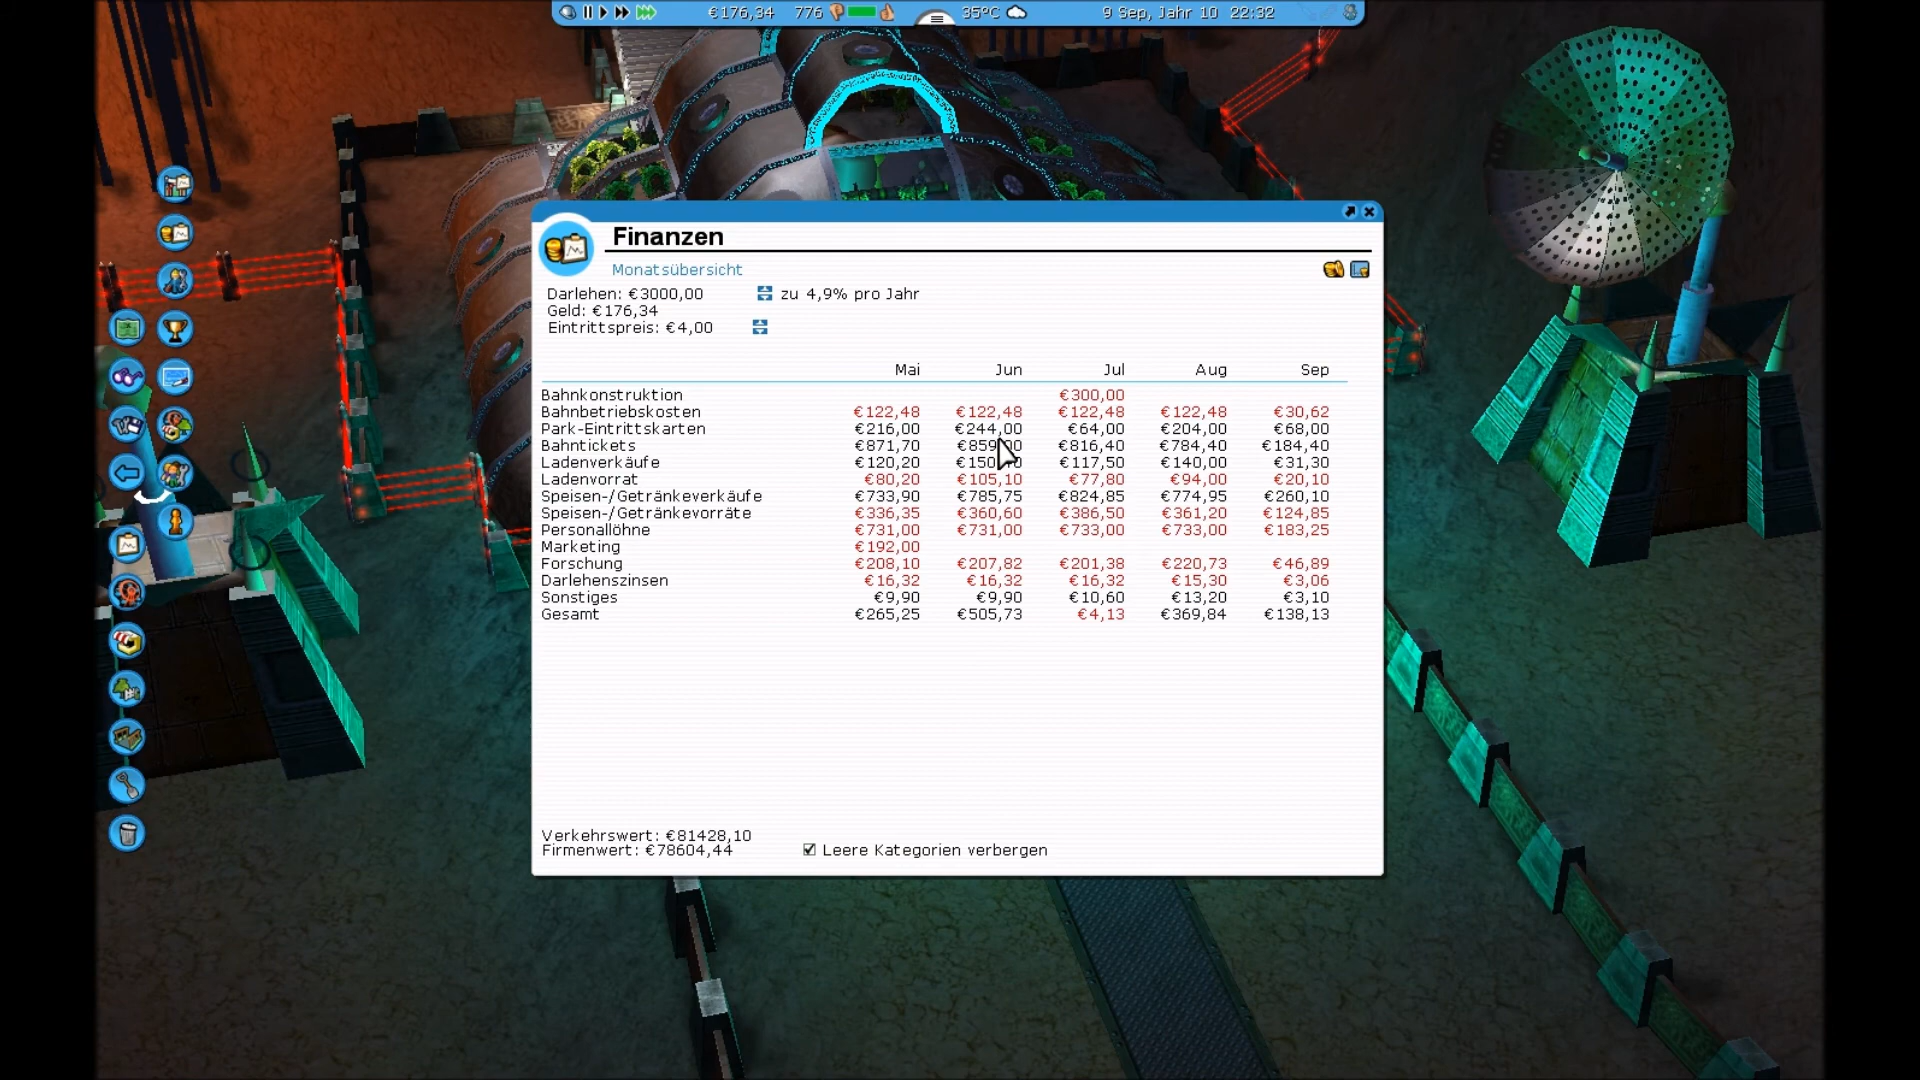 €176,34 776 35°C 9 Sep, Jahr 10 22:32
Finanzen
Monatsübersicht
Darlehen: €3000,00 zu 4,9% pro Jahr
Geld: €176,34
Eintrittspreis: €4,00
Mai Jun Jul Aug Sep
Bahnkonstruktion €300,00
Bahnbetriebskosten €122,48 €122,48 €122,48 €122,48 €30,62
Park-Eintrittskarten €216,00 €244,00 €64,00 €204,00 €68,00
Bahntickets €871,70 €816,40 €784,40 €184,40
Ladenverkäufe €120,20 €117,50 €140,00 €31,30
Ladenvorrat €80,20 €105,10 €77,80 €94,00 €20,10
Speisen-/Getränkeverkäufe €733,90 €785,75 €824,85 €774,95 €260,10
Speisen-/Getränkevorräte €336,35 €360,60 €386,50 €361,20 €124,85
Personallöhne €731,00 €731,00 €733,00 €733,00 €183,25
Marketing €192,00
Forschung €208,10 €207,82 €201,38 €220,73 €46,89
Darlehenszinsen €16,32 €16,32 €16,32 €15,30 €3,06
Sonstiges €9,90 €9,90 €10,60 €13,20 €3,10
Gesamt €265,25 €505,73 €4,13 €369,84 €138,13
Verkehrswert: €81428,10
Firmenwert: €78604,44
Leere Kategorien verbergen